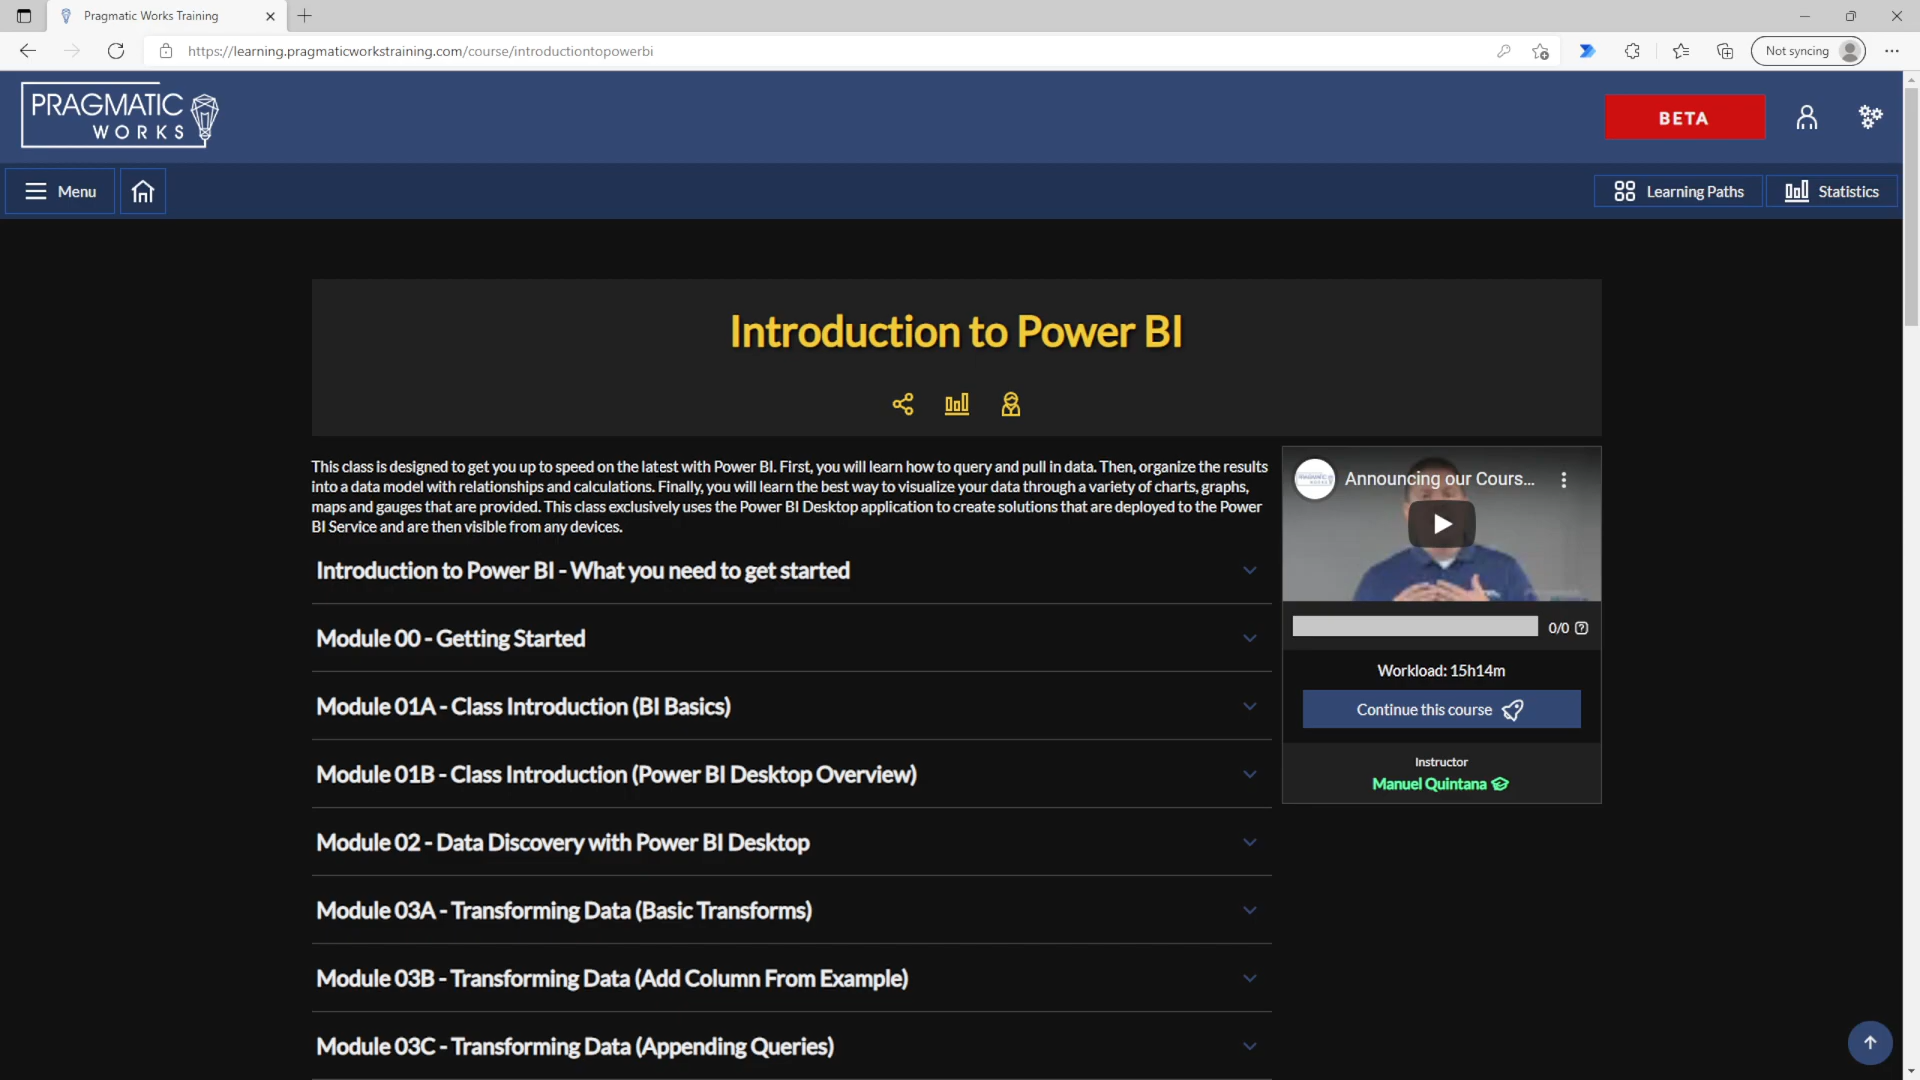 Pragmatic Works Training
https://learning.pragmaticworkstraining.com/course/introductiontopowerbi
Not syncing
PRAGMATIC
WORKS
BETA
Menu
Learning Paths
Statistics
Introduction to Power BI
This class is designed to get you up to speed on the latest with Power BI. First, you will learn how to query and pull in data. Then, organize the results
into a data model with relationships and calculations. Finally, you will learn the best way to visualize your data through a variety of charts, graphs,
maps and gauges that are provided. This class exclusively uses the Power BI Desktop application to create solutions that are deployed to the Power
BI Service and are then visible from any devices.
Introduction to Power BI - What you need to get started
Module 00 - Getting Started
Module 01A - Class Introduction (BI Basics)
Module 01B - Class Introduction (Power BI Desktop Overview)
Module 02 - Data Discovery with Power BI Desktop
Module 03A - Transforming Data (Basic Transforms)
Module 03B - Transforming Data (Add Column From Example)
Module 03C - Transforming Data (Appending Queries)
Announcing our Cours...
0/0
Workload: 15h14m
Continue this course
Instructor
Manuel Quintana